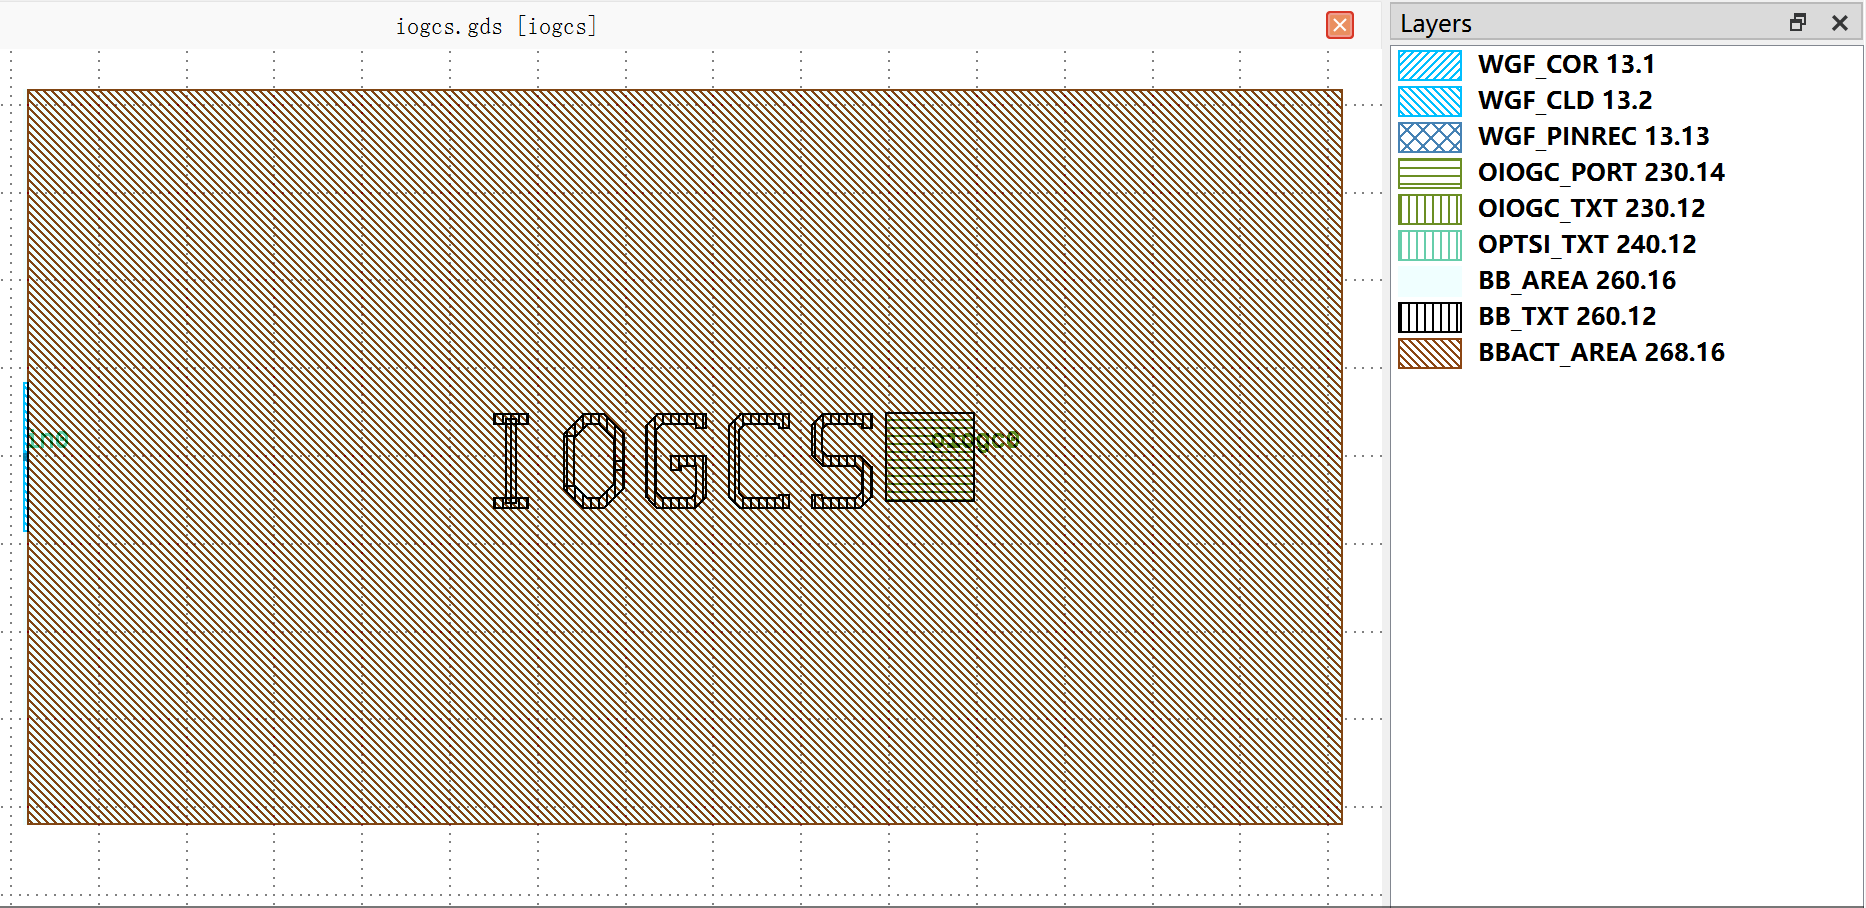 iogcs.gds [iogcs]
in0
IOGCS
oiogc0
Layers
WGF_COR 13.1
WGF_CLD 13.2
WGF_PINREC 13.13
OIOGC_PORT 230.14
OIOGC_TXT 230.12
OPTSI_TXT 240.12
BB_AREA 260.16
BB_TXT 260.12
BBACT_AREA 268.16